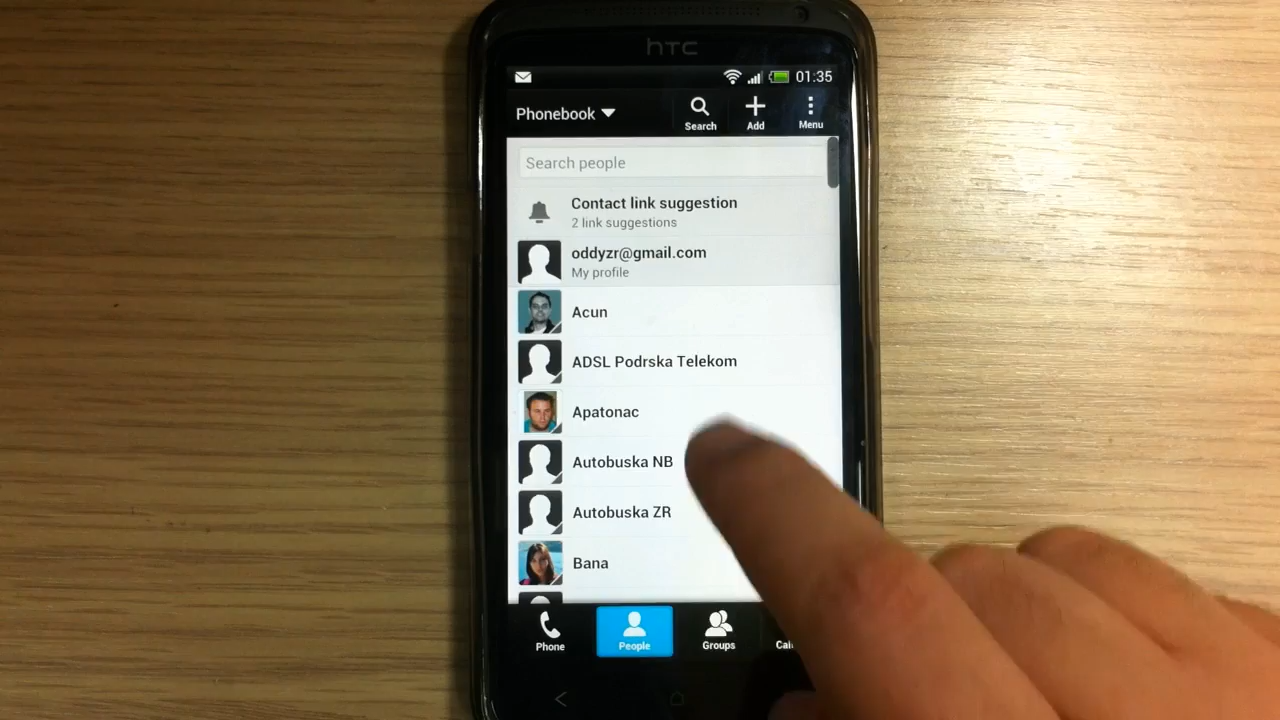 hTC
01:35
Phonebook
Search
Add
Menu
Search people
Contact link suggestion
2 link suggestions
oddyzr@gmail.com
My profile
Acun
ADSL Podrska Telekom
Apatonac
Autobuska NB
Autobuska ZR
Bana
Phone
People
Groups